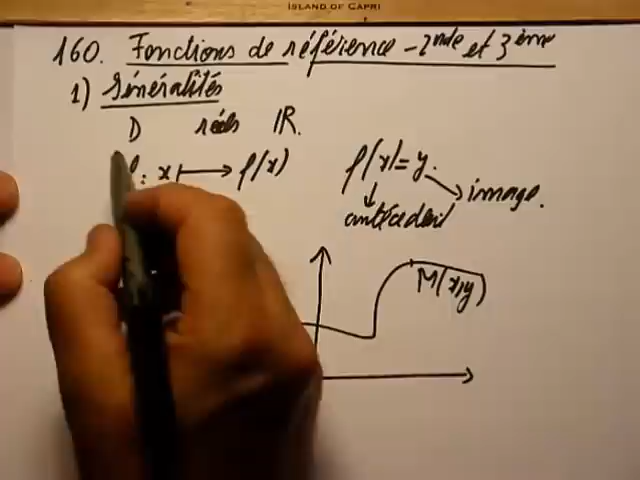 ISLAND OF CAPRI
160. Fonctions de référence - 2nde et 3ème
1) Généralités
D réels IR.
f: x ↦ f(x)
f(x) = y.
↓ ↘ image.
antécédent
M(x,y)